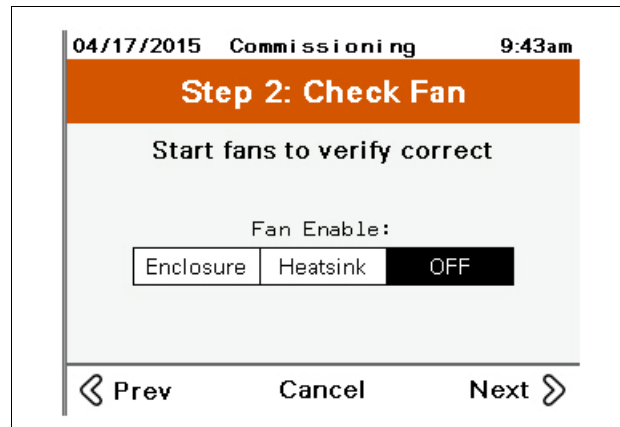 04/17/2015 Commissioning 9:43am
Step 2: Check Fan
Start fans to verify correct
Fan Enable:
Enclosure Heatsink OFF
Prev Cancel Next